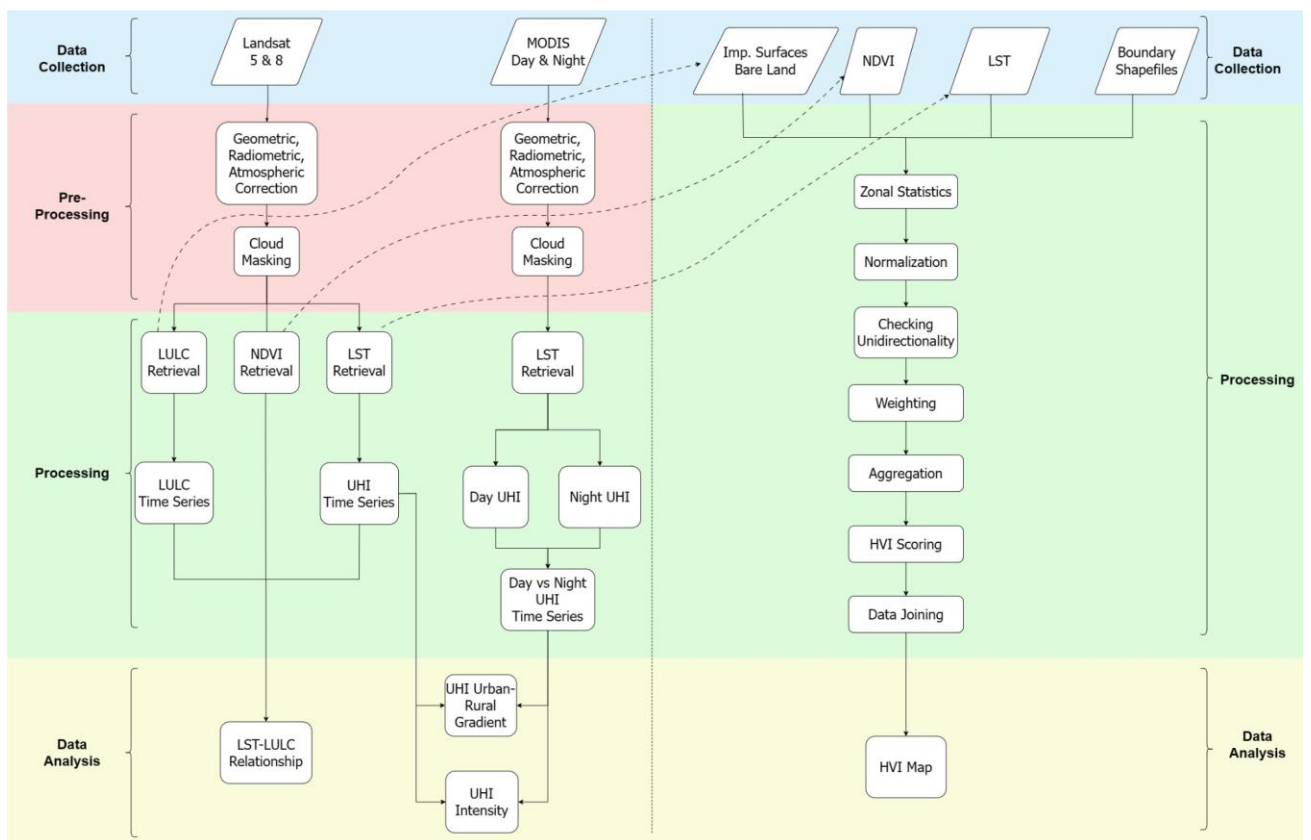 Data
Collection
Landsat
5 & 8
MODIS
Day & Night
Imp. Surfaces
Bare Land
NDVI
LST
Boundary
Shapefiles
Data
Collection
Pre-
Processing
Geometric,
Radiometric,
Atmospheric
Correction
Geometric,
Radiometric,
Atmospheric
Correction
Cloud
Masking
Cloud
Masking
Processing
LULC
Retrieval
NDVI
Retrieval
LST
Retrieval
LST
Retrieval
LULC
Time Series
UHI
Time Series
Day UHI
Night UHI
Day vs Night
UHI
Time Series
Zonal Statistics
Normalization
Checking
Unidirectionality
Weighting
Aggregation
HVI Scoring
Data Joining
Processing
Data
Analysis
LST-LULC
Relationship
UHI Urban-
Rural
Gradient
UHI
Intensity
HVI Map
Data
Analysis